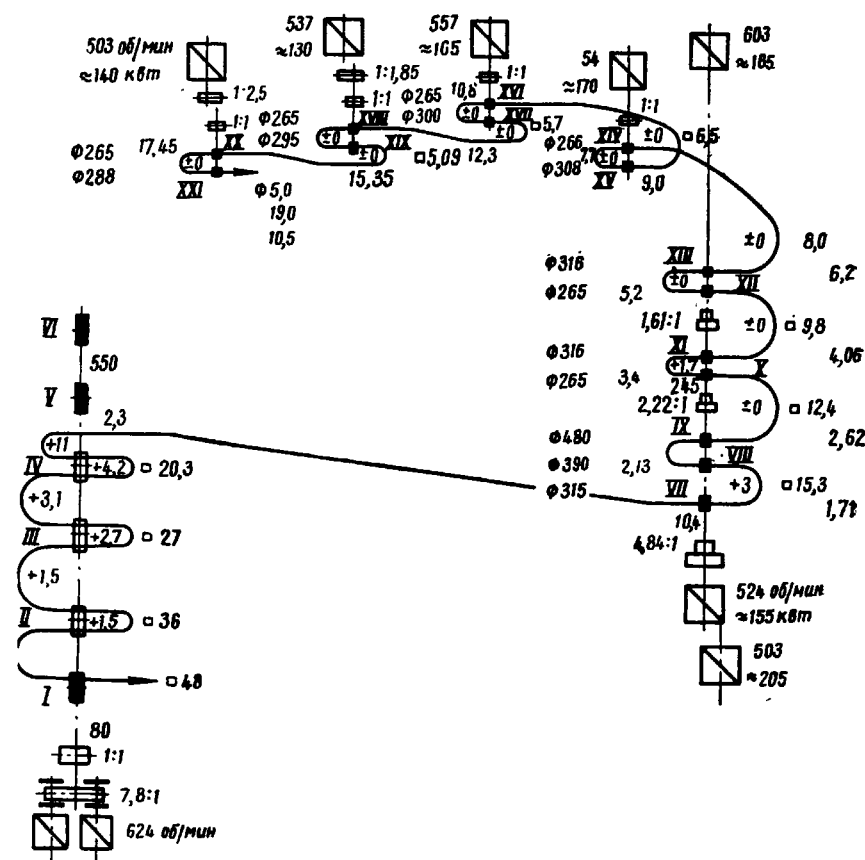 503 об/мин
≈140 квт
1:2,5
1:1
537
≈130
1:1,85
1:1
557
≈165
1:1
54
≈170
1:1
603
≈185
Ф265
Ф288
17,45
±0
XX
XXI
Ф5,0
19,0
10,5
Ф265
Ф295
XVIII
±0
±0
XIX
15,35
□5,09
Ф265
Ф300
10,8
XVI
XVII
±0
±0
12,3
□5,7
Ф266
Ф308
7,7
XIV
±0
±0
XV
9,0
□6,5
±0
8,0
6,2
Ф316
Ф265
XIII
±0
XII
5,2
1,61:1
±0
□9,8
4,06
Ф316
Ф265
XI
+1,7
X
3,4
245
2,22:1
±0
□12,4
2,62
IX
Ф480
Ф390
Ф315
2,13
VIII
VII
+3
□15,3
1,71
10,4
4,84:1
524 об/мин
≈155 квт
503
≈205
VI
550
V
2,3
+11
IV
+4,2
□20,3
+3,1
III
+2,7
□27
+1,5
II
+1,5
□36
I
□48
80
1:1
7,8:1
624 об/мин